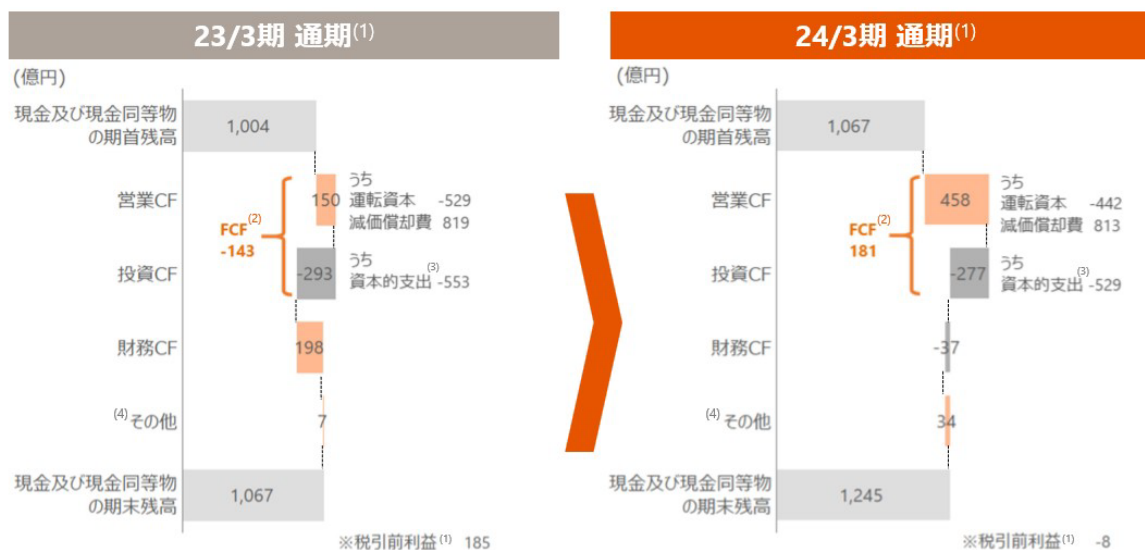 23/3期 通期(1)
(億円)
現金及び現金同等物
の期首残高
1,004
営業CF
150
うち
運転資本 -529
減価償却費 819
FCF(2)
-143
投資CF
-293
うち
資本的支出(3) -553
財務CF
198
(4) その他
7
現金及び現金同等物
の期末残高
1,067
※税引前利益(1) 185
24/3期 通期(1)
(億円)
現金及び現金同等物
の期首残高
1,067
営業CF
458
うち
運転資本 -442
減価償却費 813
FCF(2)
181
投資CF
-277
うち
資本的支出(3) -529
財務CF
-37
(4) その他
34
現金及び現金同等物
の期末残高
1,245
※税引前利益(1) -8